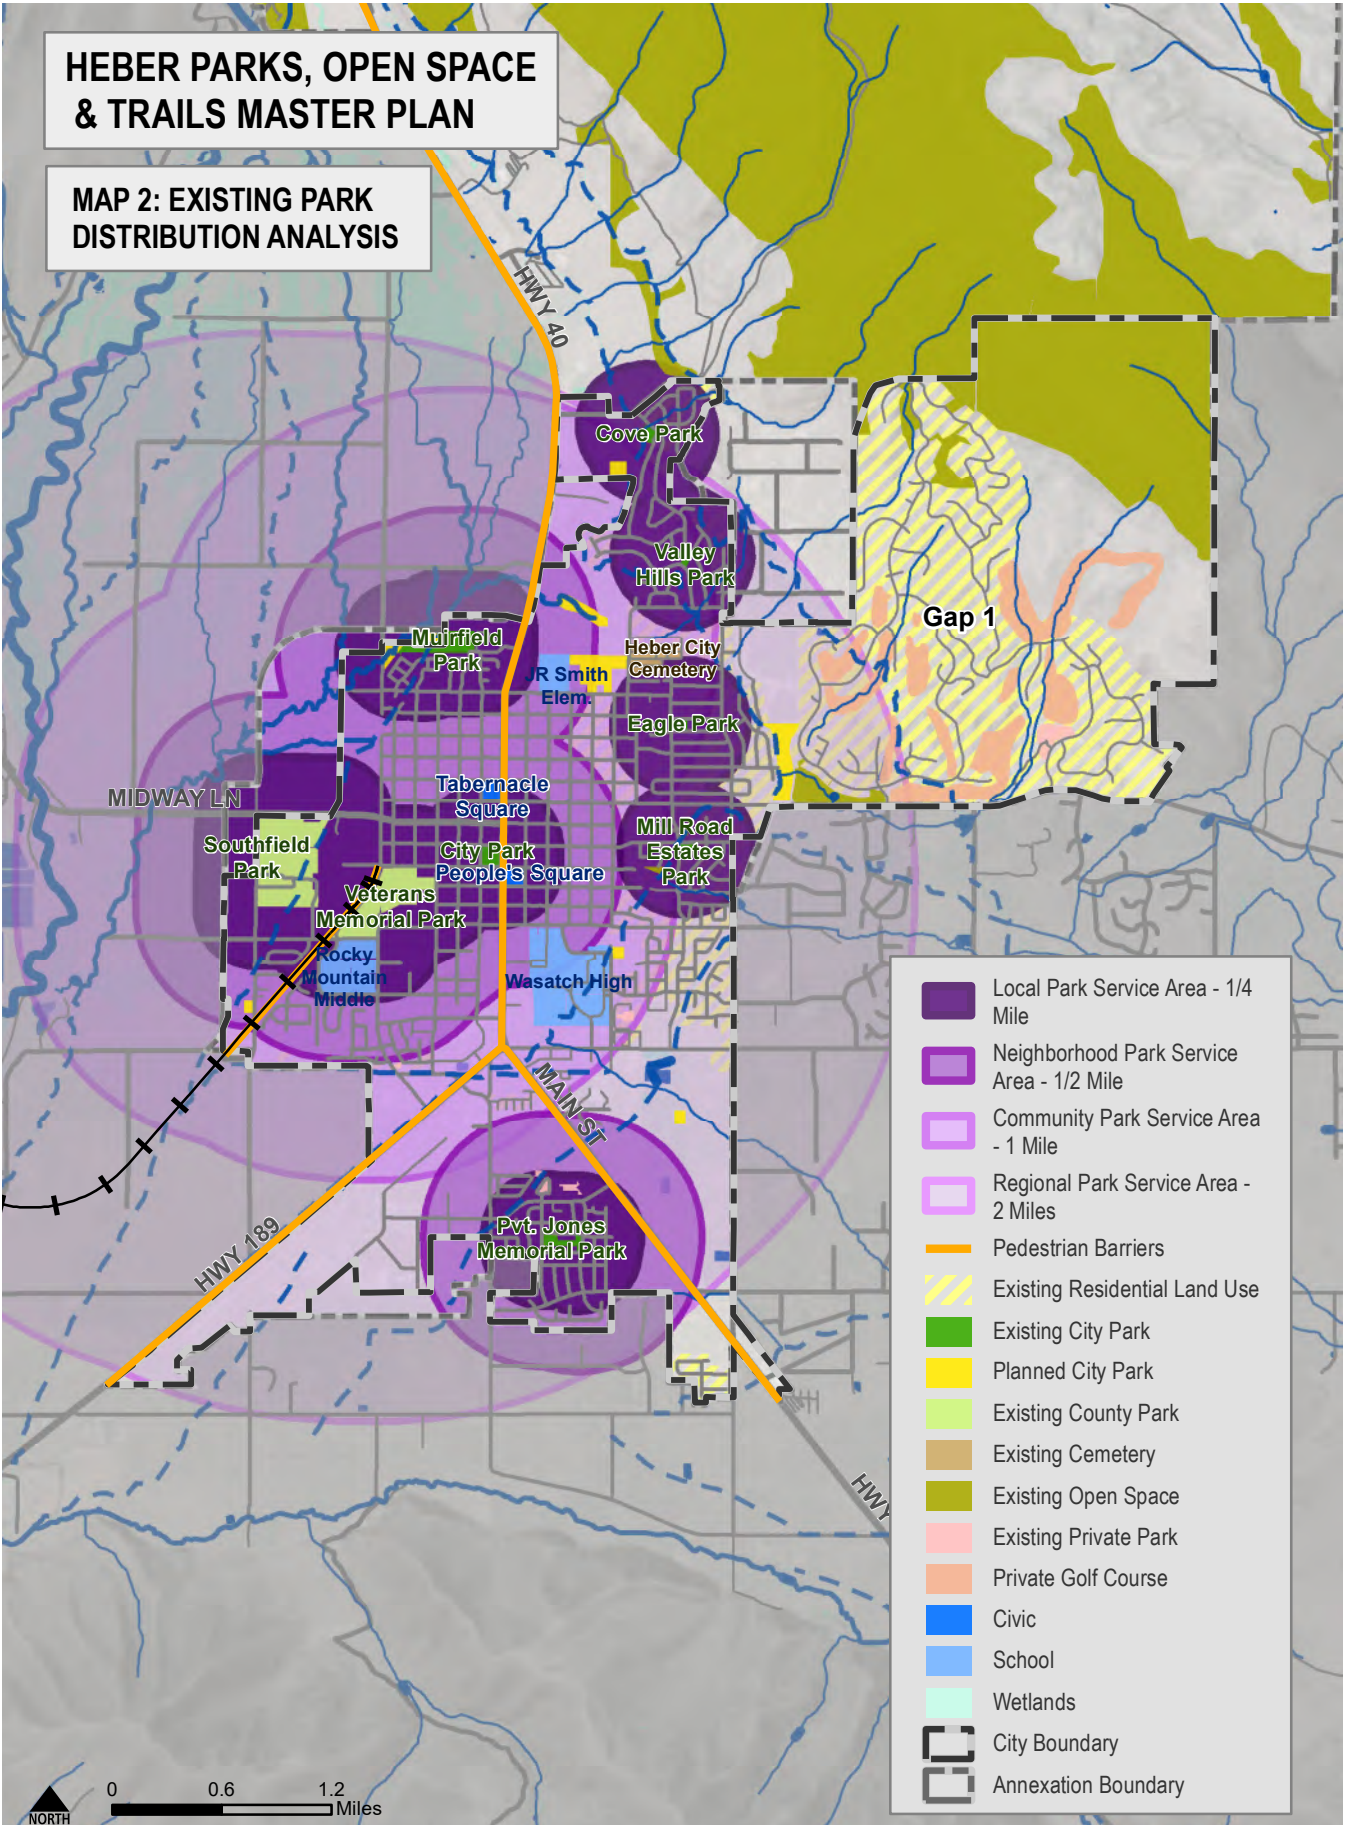 HEBER PARKS, OPEN SPACE
& TRAILS MASTER PLAN
MAP 2: EXISTING PARK
DISTRIBUTION ANALYSIS
HWY 40
Cove Park
Valley
Hills Park
Gap 1
Muirfield
Park
Heber City
Cemetery
JR Smith
Elem.
Eagle Park
Tabernacle
Square
MIDWAY LN
Mill Road
Estates
Park
Southfield
Park
City Park
People's Square
Veterans
Memorial Park
Rocky
Mountain
Middle
Wasatch High
MAIN ST
Pvt. Jones
Memorial Park
HWY 189
HWY
Local Park Service Area - 1/4
Mile
Neighborhood Park Service
Area - 1/2 Mile
Community Park Service Area
- 1 Mile
Regional Park Service Area -
2 Miles
Pedestrian Barriers
Existing Residential Land Use
Existing City Park
Planned City Park
Existing County Park
Existing Cemetery
Existing Open Space
Existing Private Park
Private Golf Course
Civic
School
Wetlands
City Boundary
Annexation Boundary
0 0.6 1.2
Miles
NORTH